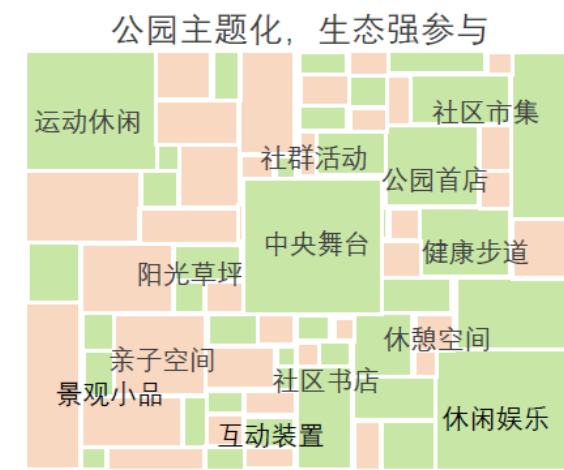 公园主题化，生态强参与
运动休闲
社区市集
社群活动
公园首店
中央舞台
健康步道
阳光草坪
休憩空间
亲子空间
社区书店
景观小品
休闲娱乐
互动装置